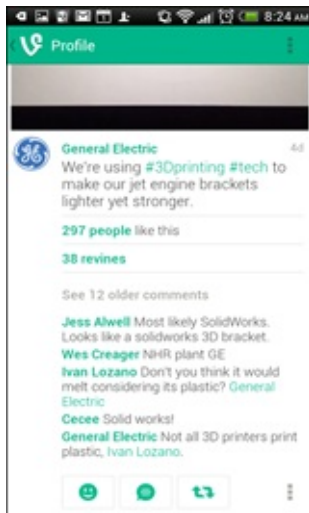 8:24 AM
Profile
General Electric
4d
We're using #3Dprinting #tech to
make our jet engine brackets
lighter yet stronger.
297 people like this
38 revines
See 12 older comments
Jess Alwell Most likely SolidWorks.
Looks like a solidworks 3D bracket.
Wes Creager NHR plant GE
Ivan Lozano Don't you think it would
melt considering its plastic? General
Electric
Cecee Solid works!
General Electric Not all 3D printers print
plastic, Ivan Lozano.